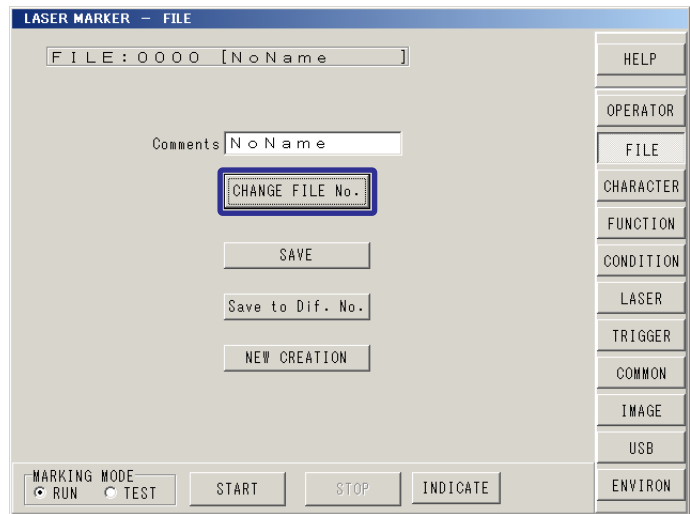 LASER MARKER － FILE
FILE:0000 [NoName ]
HELP
OPERATOR
Comments NoName
FILE
CHANGE FILE No.
CHARACTER
FUNCTION
SAVE
CONDITION
Save to Dif. No.
LASER
TRIGGER
NEW CREATION
COMMON
IMAGE
USB
MARKING MODE
RUN TEST
START
STOP
INDICATE
ENVIRON